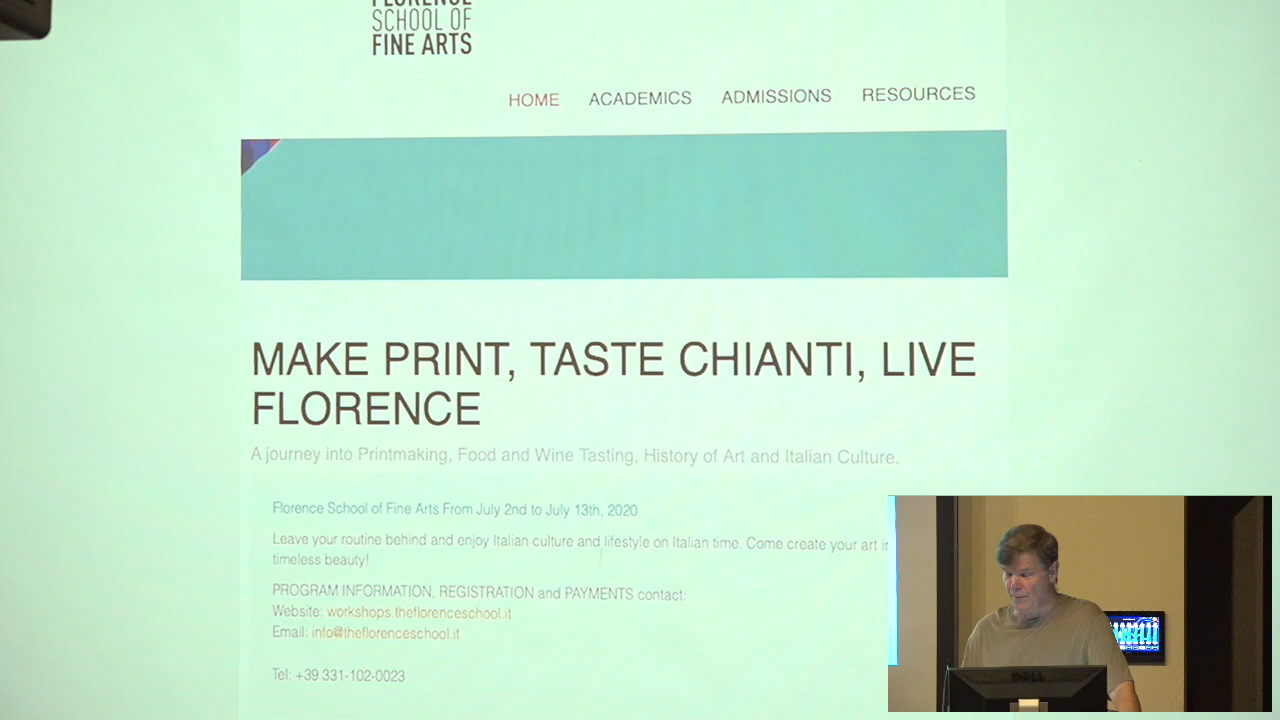 FLORENCE
SCHOOL OF
FINE ARTS
HOME ACADEMICS ADMISSIONS RESOURCES
MAKE PRINT, TASTE CHIANTI, LIVE
FLORENCE
A journey into Printmaking, Food and Wine Tasting, History of Art and Italian Culture.
Florence School of Fine Arts From July 2nd to July 13th, 2020
Leave your routine behind and enjoy Italian culture and lifestyle on Italian time. Come create your art in
timeless beauty!
PROGRAM INFORMATION, REGISTRATION and PAYMENTS contact:
Website: workshops.theflorenceschool.it
Email: info@theflorenceschool.it
Tel: +39 331-102-0023
DELL